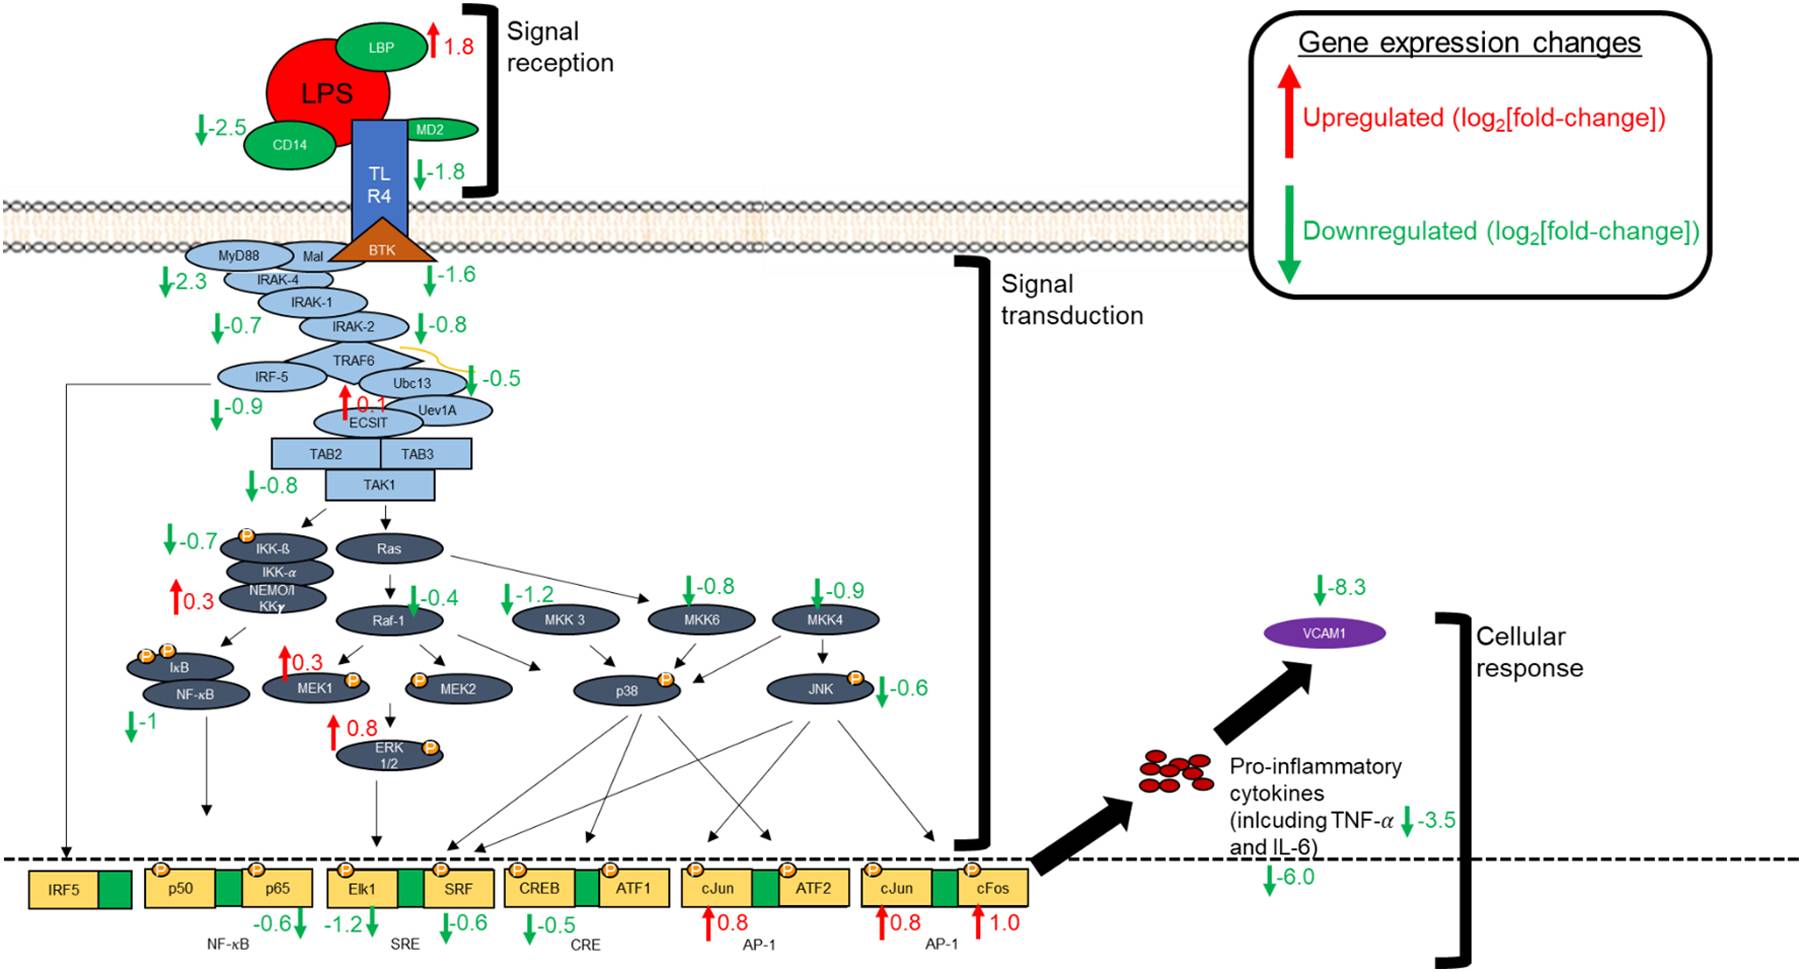 LBP
1.8
Signal
reception
LPS
-2.5
CD14
MD2
TL
R4
-1.8
Gene expression changes
Upregulated (log2[fold-change])
Downregulated (log2[fold-change])
MyD88
Mal
BTK
-2.3
IRAK-4
-1.6
IRAK-1
-0.7
IRAK-2
-0.8
TRAF6
IRF-5
Ubc13
-0.5
-0.9
0.1
Uev1A
ECSIT
TAB2
TAB3
-0.8
TAK1
Signal
transduction
-0.7
P
IKK-ß
Ras
IKK-α
0.3
NEMO/I
KKγ
-0.4
Raf-1
-1.2
MKK 3
-0.8
MKK6
-0.9
MKK4
P
P
IκB
NF-κB
-1
0.3
MEK1
P
P
MEK2
p38
P
JNK
P
-0.6
0.8
ERK
1/2
P
-8.3
VCAM1
Cellular
response
Pro-inflammatory
cytokines
(inlcuding TNF-α
-3.5
and IL-6)
-6.0
IRF5
P
p50
P
p65
P
Elk1
P
SRF
P
CREB
P
ATF1
P
cJun
P
ATF2
P
cJun
P
cFos
-0.6
-1.2
-0.6
-0.5
0.8
0.8
1.0
NF-κB
SRE
CRE
AP-1
AP-1